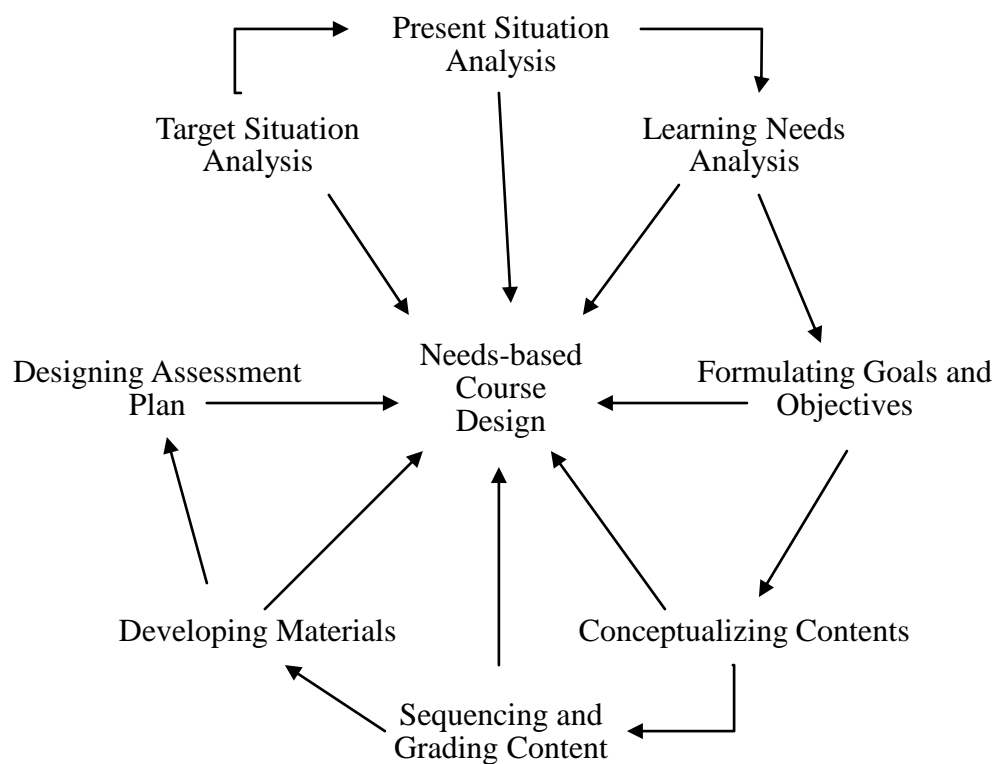 Present Situation
Analysis
Target Situation
Analysis
Learning Needs
Analysis
Needs-based
Course
Design
Designing Assessment
Plan
Formulating Goals and
Objectives
Developing Materials
Conceptualizing Contents
Sequencing and
Grading Content